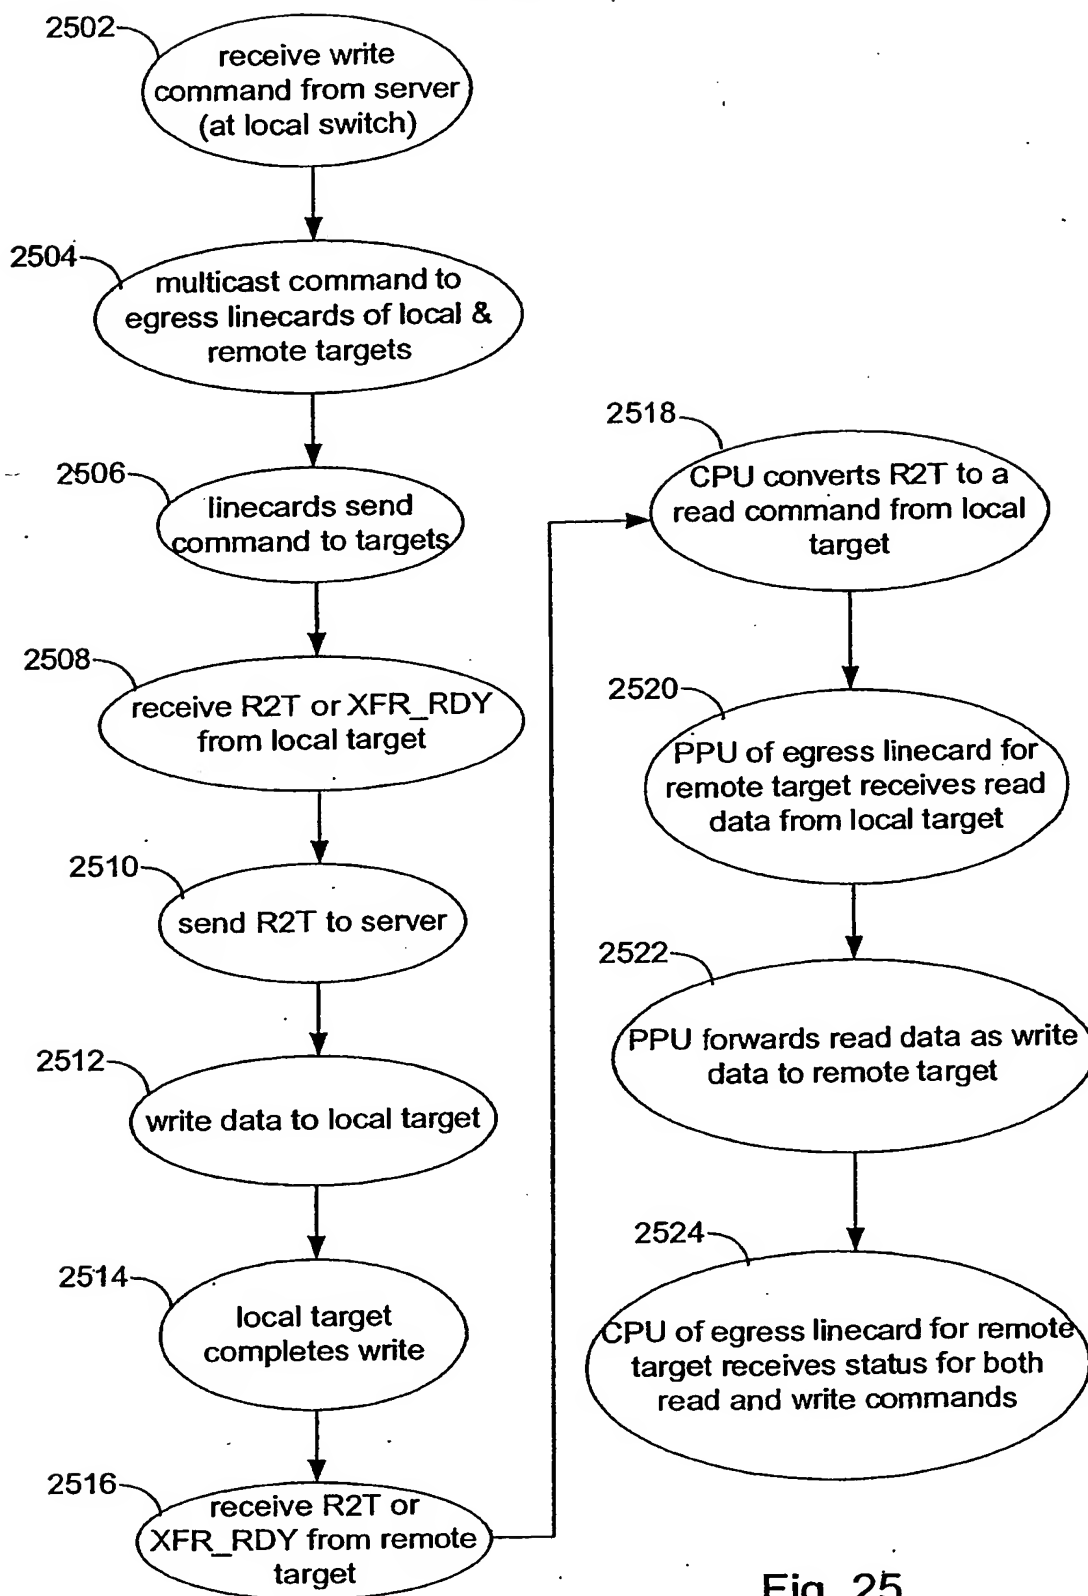 2502
receive write
command from server
(at local switch)
2504
multicast command to
egress linecards of local &
remote targets
2506
linecards send
command to targets
2508
receive R2T or XFR_RDY
from local target
2510
send R2T to server
2512
write data to local target
2514
local target
completes write
2516
receive R2T or
XFR_RDY from remote
target
2518
CPU converts R2T to a
read command from local
target
2520
PPU of egress linecard for
remote target receives read
data from local target
2522
PPU forwards read data as write
data to remote target
2524
CPU of egress linecard for remote
target receives status for both
read and write commands
Fig. 25